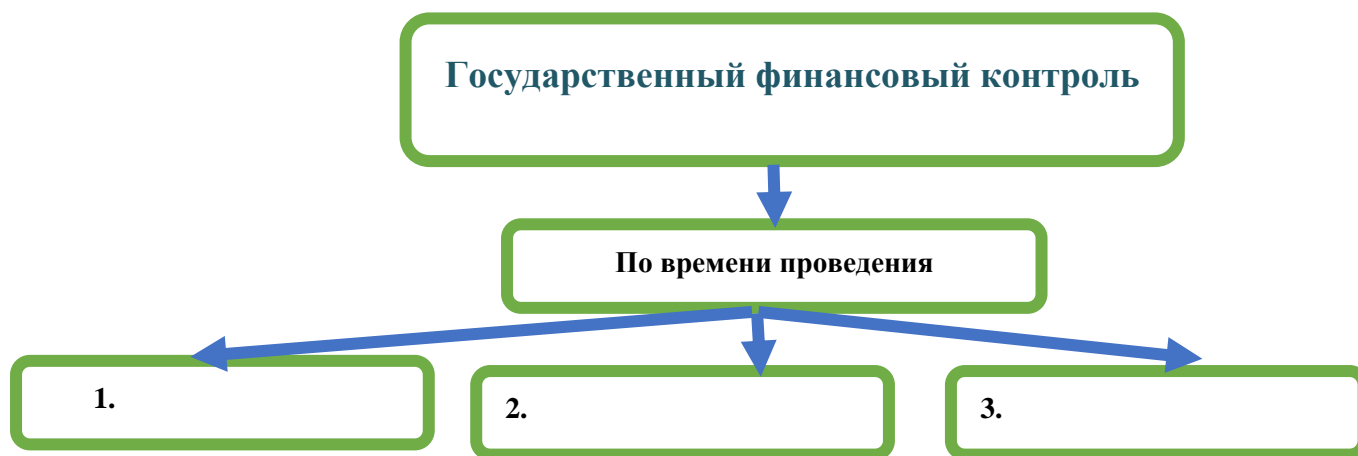 Государственный финансовый контроль
По времени проведения
1.
2.
3.